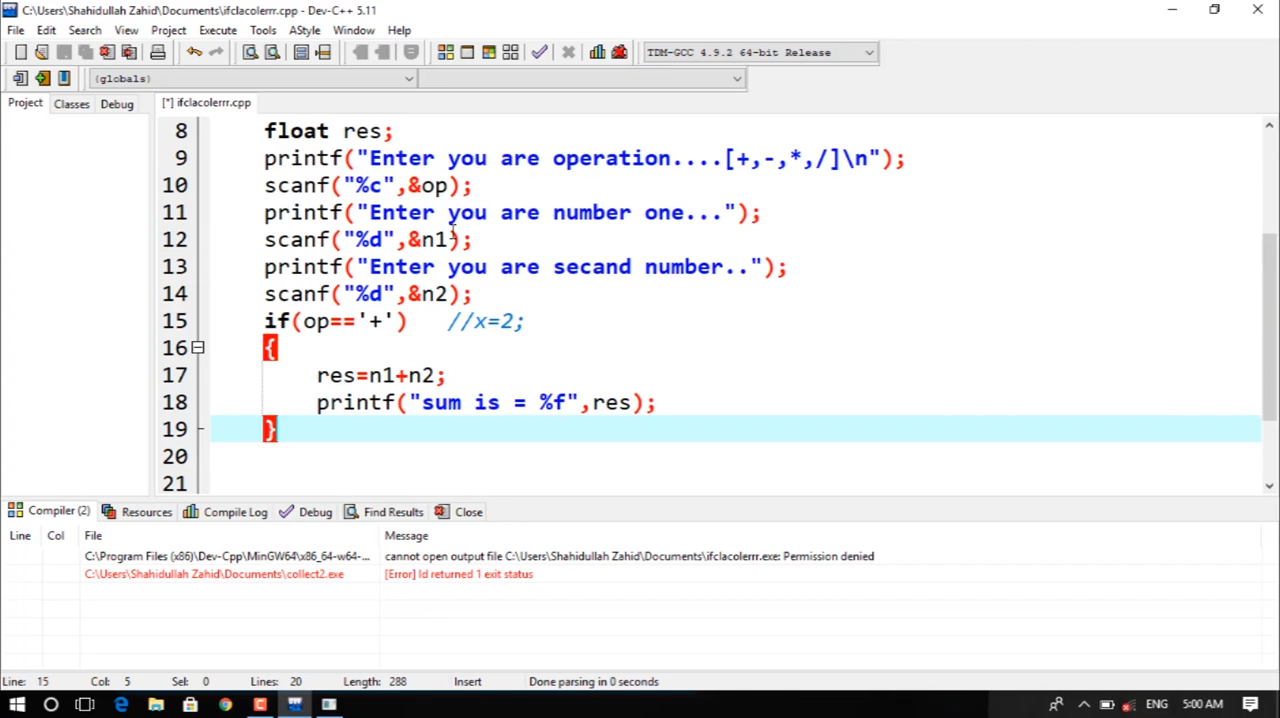 C:\Users\Shahidullah Zahid\Documents\ifclacolerrr.cpp - Dev-C++ 5.11
File Edit Search View Project Execute Tools AStyle Window Help
TDM-GCC 4.9.2 64-bit Release
(globals)
Project Classes Debug [*] ifclacolerrr.cpp
8 float res;
9 printf("Enter you are operation....[+,-,*,/]\n");
10 scanf("%c",&op);
11 printf("Enter you are number one...");
12 scanf("%d",&n1);
13 printf("Enter you are secand number..");
14 scanf("%d",&n2);
15 if(op=='+') //x=2;
16 {
17 res=n1+n2;
18 printf("sum is = %f",res);
19 }
20
21
Compiler (2) Resources Compile Log Debug Find Results Close
Line Col File Message
C:\Program Files (x86)\Dev-Cpp\MinGW64\x86_64-w64-... cannot open output file C:\Users\Shahidullah Zahid\Documents\ifclacolerrr.exe: Permission denied
C:\Users\Shahidullah Zahid\Documents\collect2.exe [Error] ld returned 1 exit status
Line: 15 Col: 5 Sel: 0 Lines: 20 Length: 288 Insert Done parsing in 0 seconds
ENG 5:00 AM